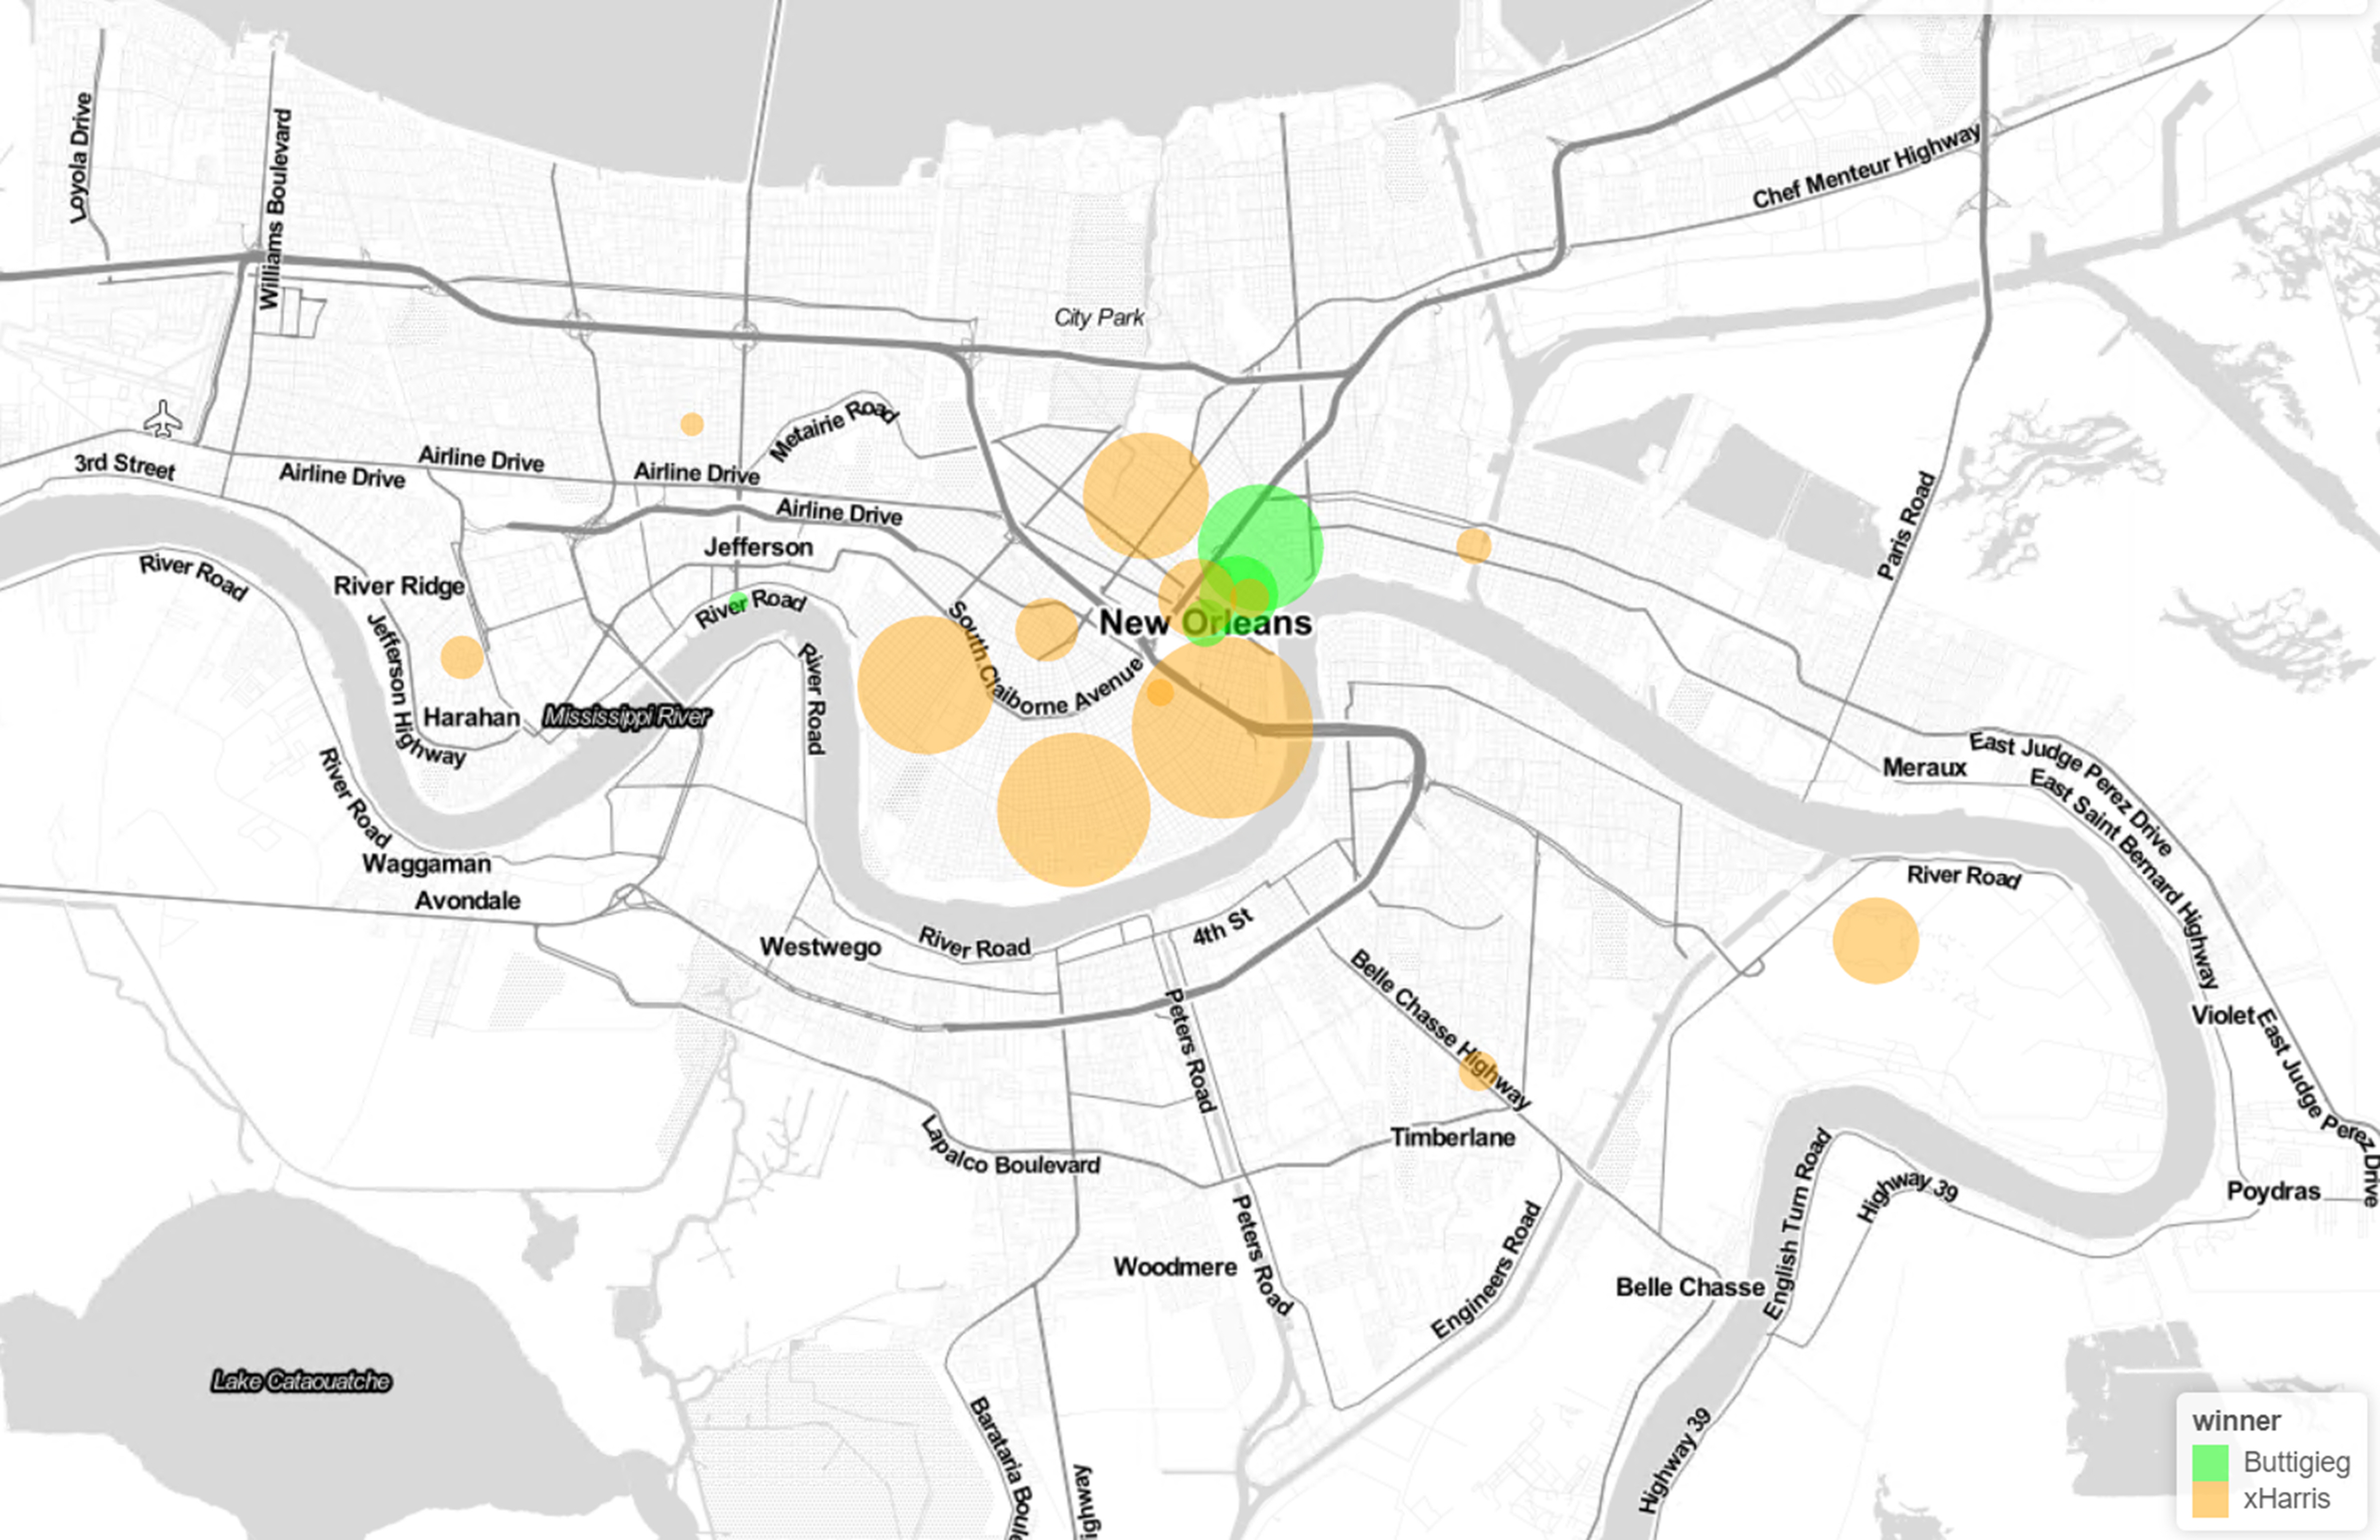 Loyola Drive
Williams Boulevard
Chef Menteur Highway
City Park
Metairie Road
3rd Street
Airline Drive
Airline Drive
Airline Drive
Airline Drive
Paris Road
Jefferson
River Road
River Ridge
River Road
New Orleans
Jefferson Highway
South Claiborne Avenue
River Road
Harahan
Mississippi River
River Road
East Judge Perez Drive
Meraux
East Saint Bernard Highway
Waggaman
Avondale
River Road
Westwego
River Road
4th St
Belle Chasse Highway
Violet
East Judge Perez Drive
Peters Road
Lapalco Boulevard
Timberlane
English Turn Road
Highway 39
Poydras
Woodmere
Peters Road
Engineers Road
Belle Chasse
Lake Cataouatche
Barataria Boule
ighway
Highway 39
winner
Buttigieg
xHarris